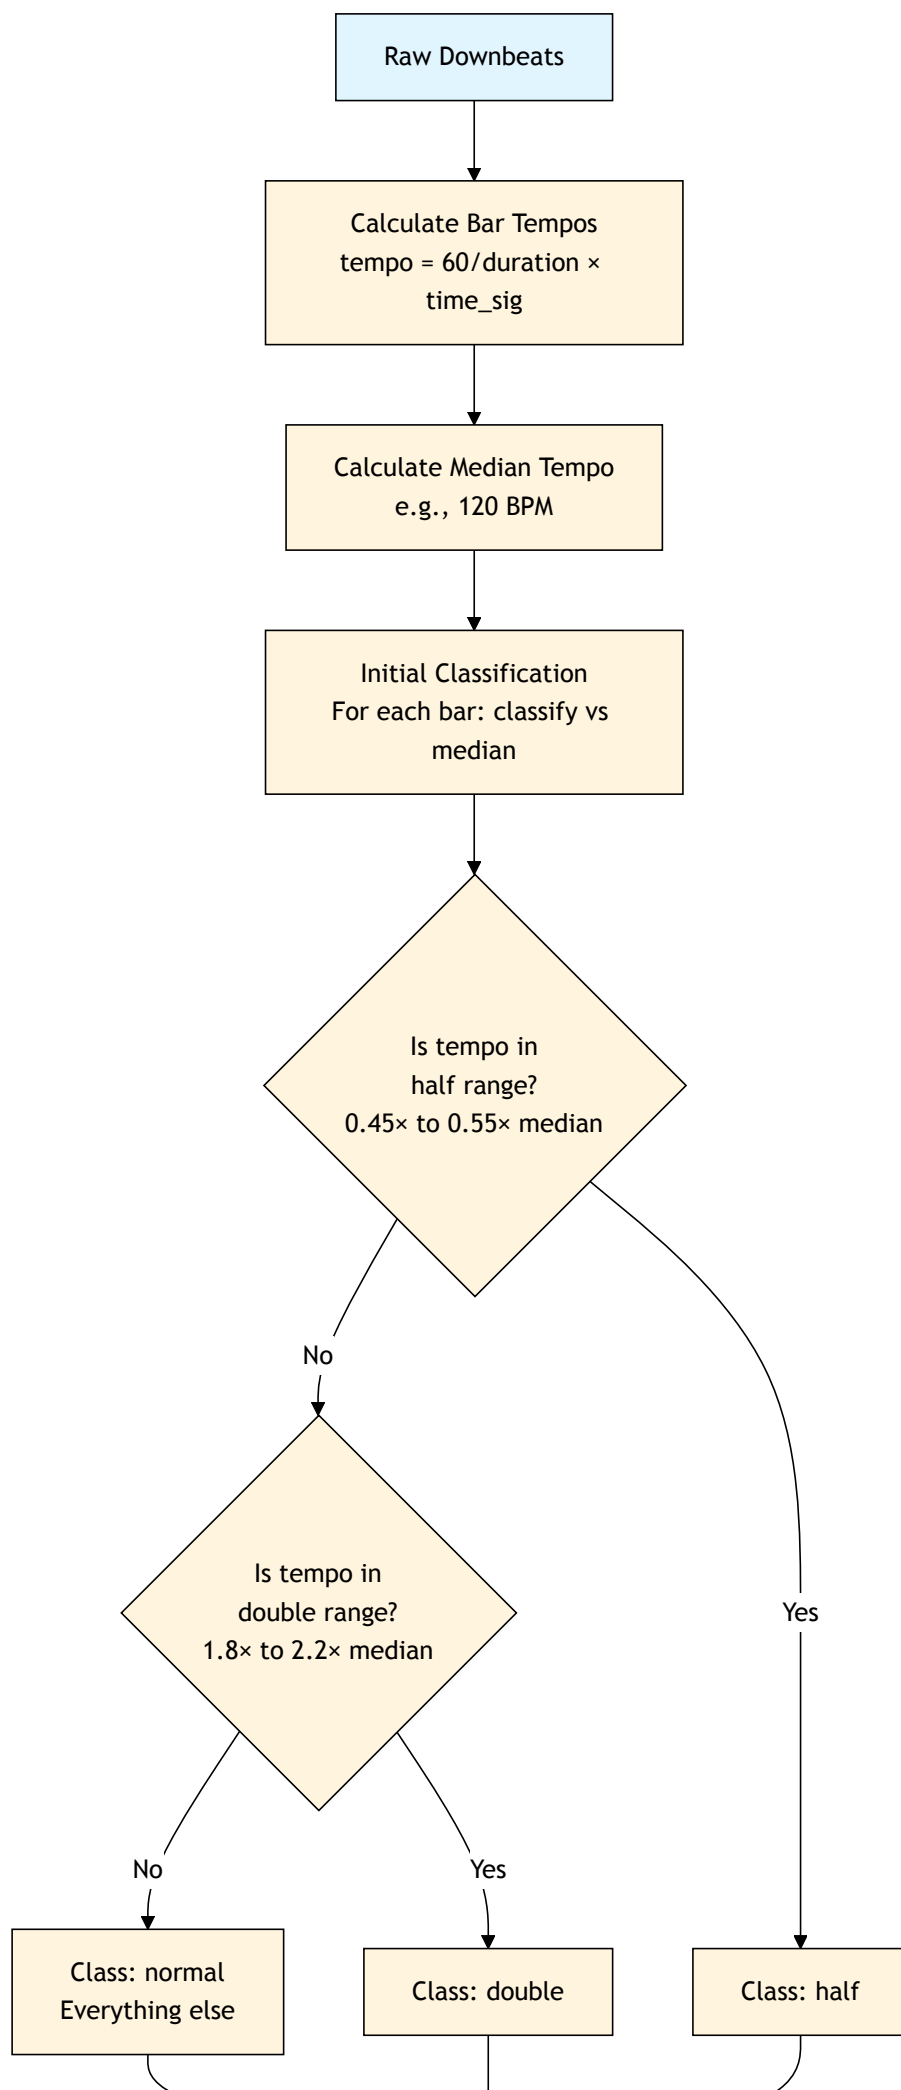 Raw Downbeats
Calculate Bar Tempos
tempo = 60/duration ×
time_sig
Calculate Median Tempo
e.g., 120 BPM
Initial Classification
For each bar: classify vs
median
Is tempo in
half range?
0.45× to 0.55× median
No
Is tempo in
double range?
1.8× to 2.2× median
Yes
No
Yes
Class: normal
Everything else
Class: double
Class: half